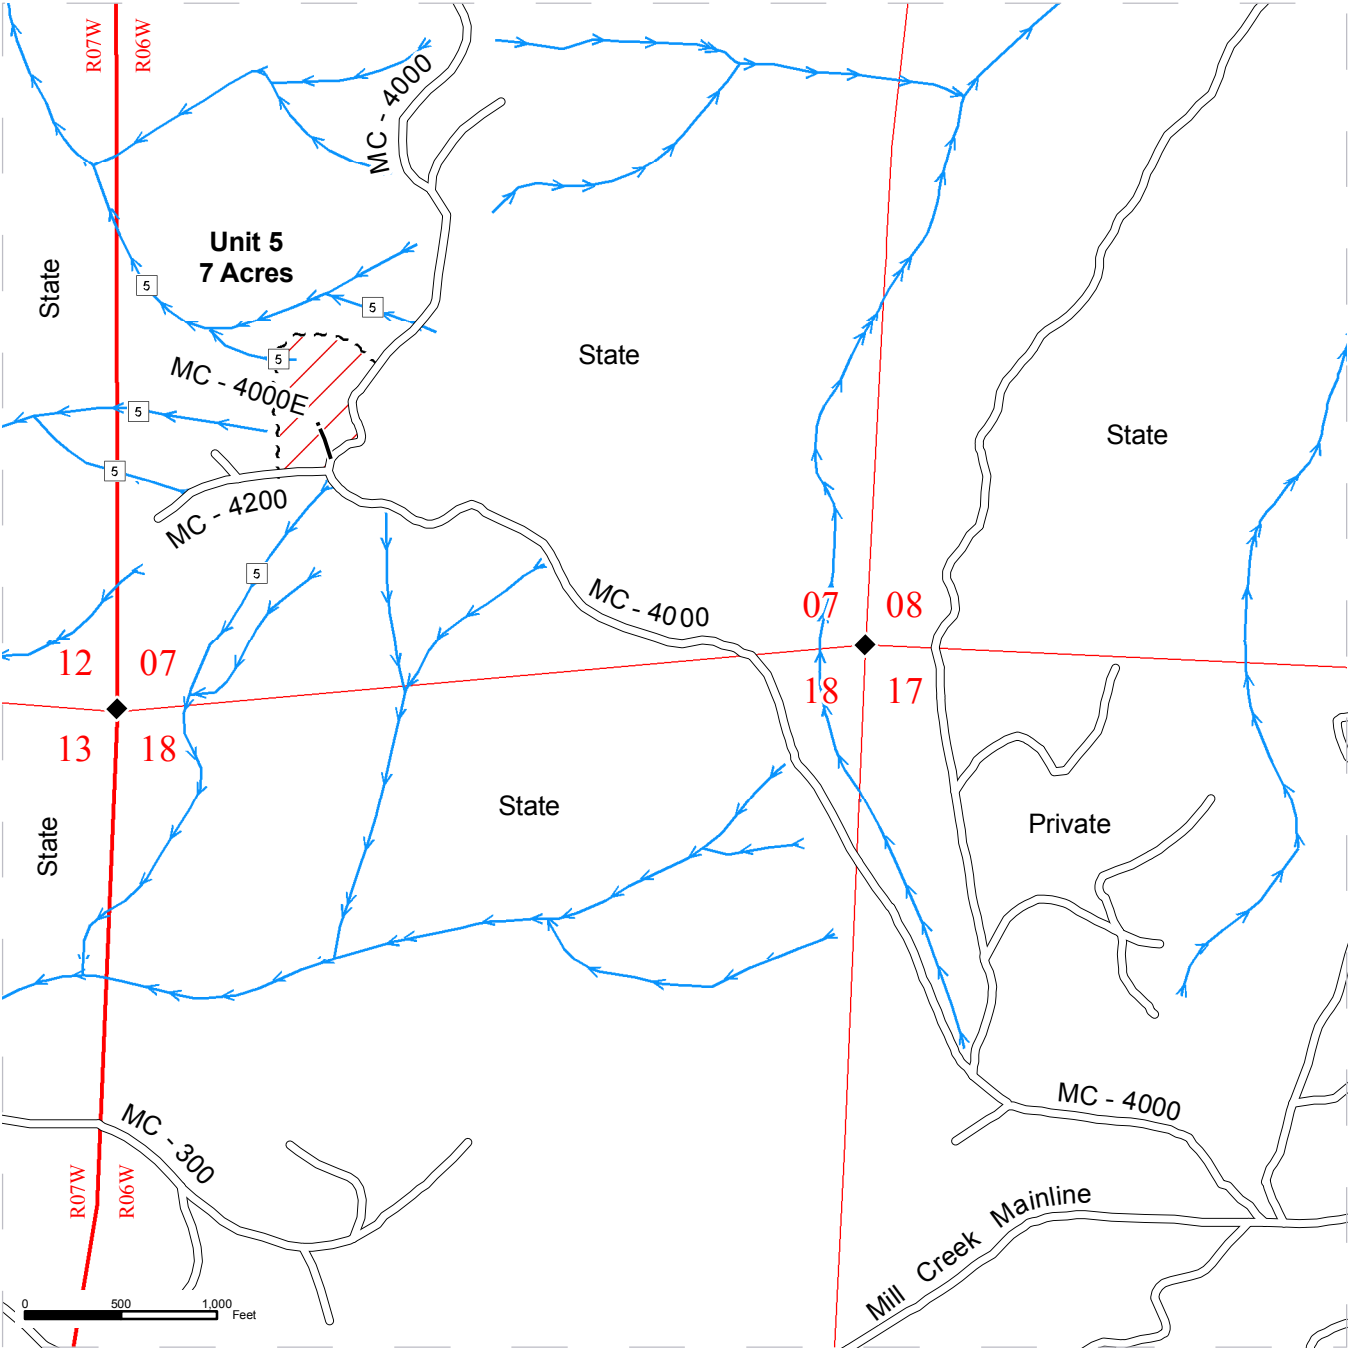 R07W
R06W
MC - 4000
Unit 5
7 Acres
State
5
5
State
5
MC - 4000E
5
State
5
MC - 4200
5
MC - 4000
07
08
12
07
18
17
13
18
State
Private
State
MC - 4000
MC - 300
R07W
R06W
Mill Creek Mainline
0
500
1,000
Feet